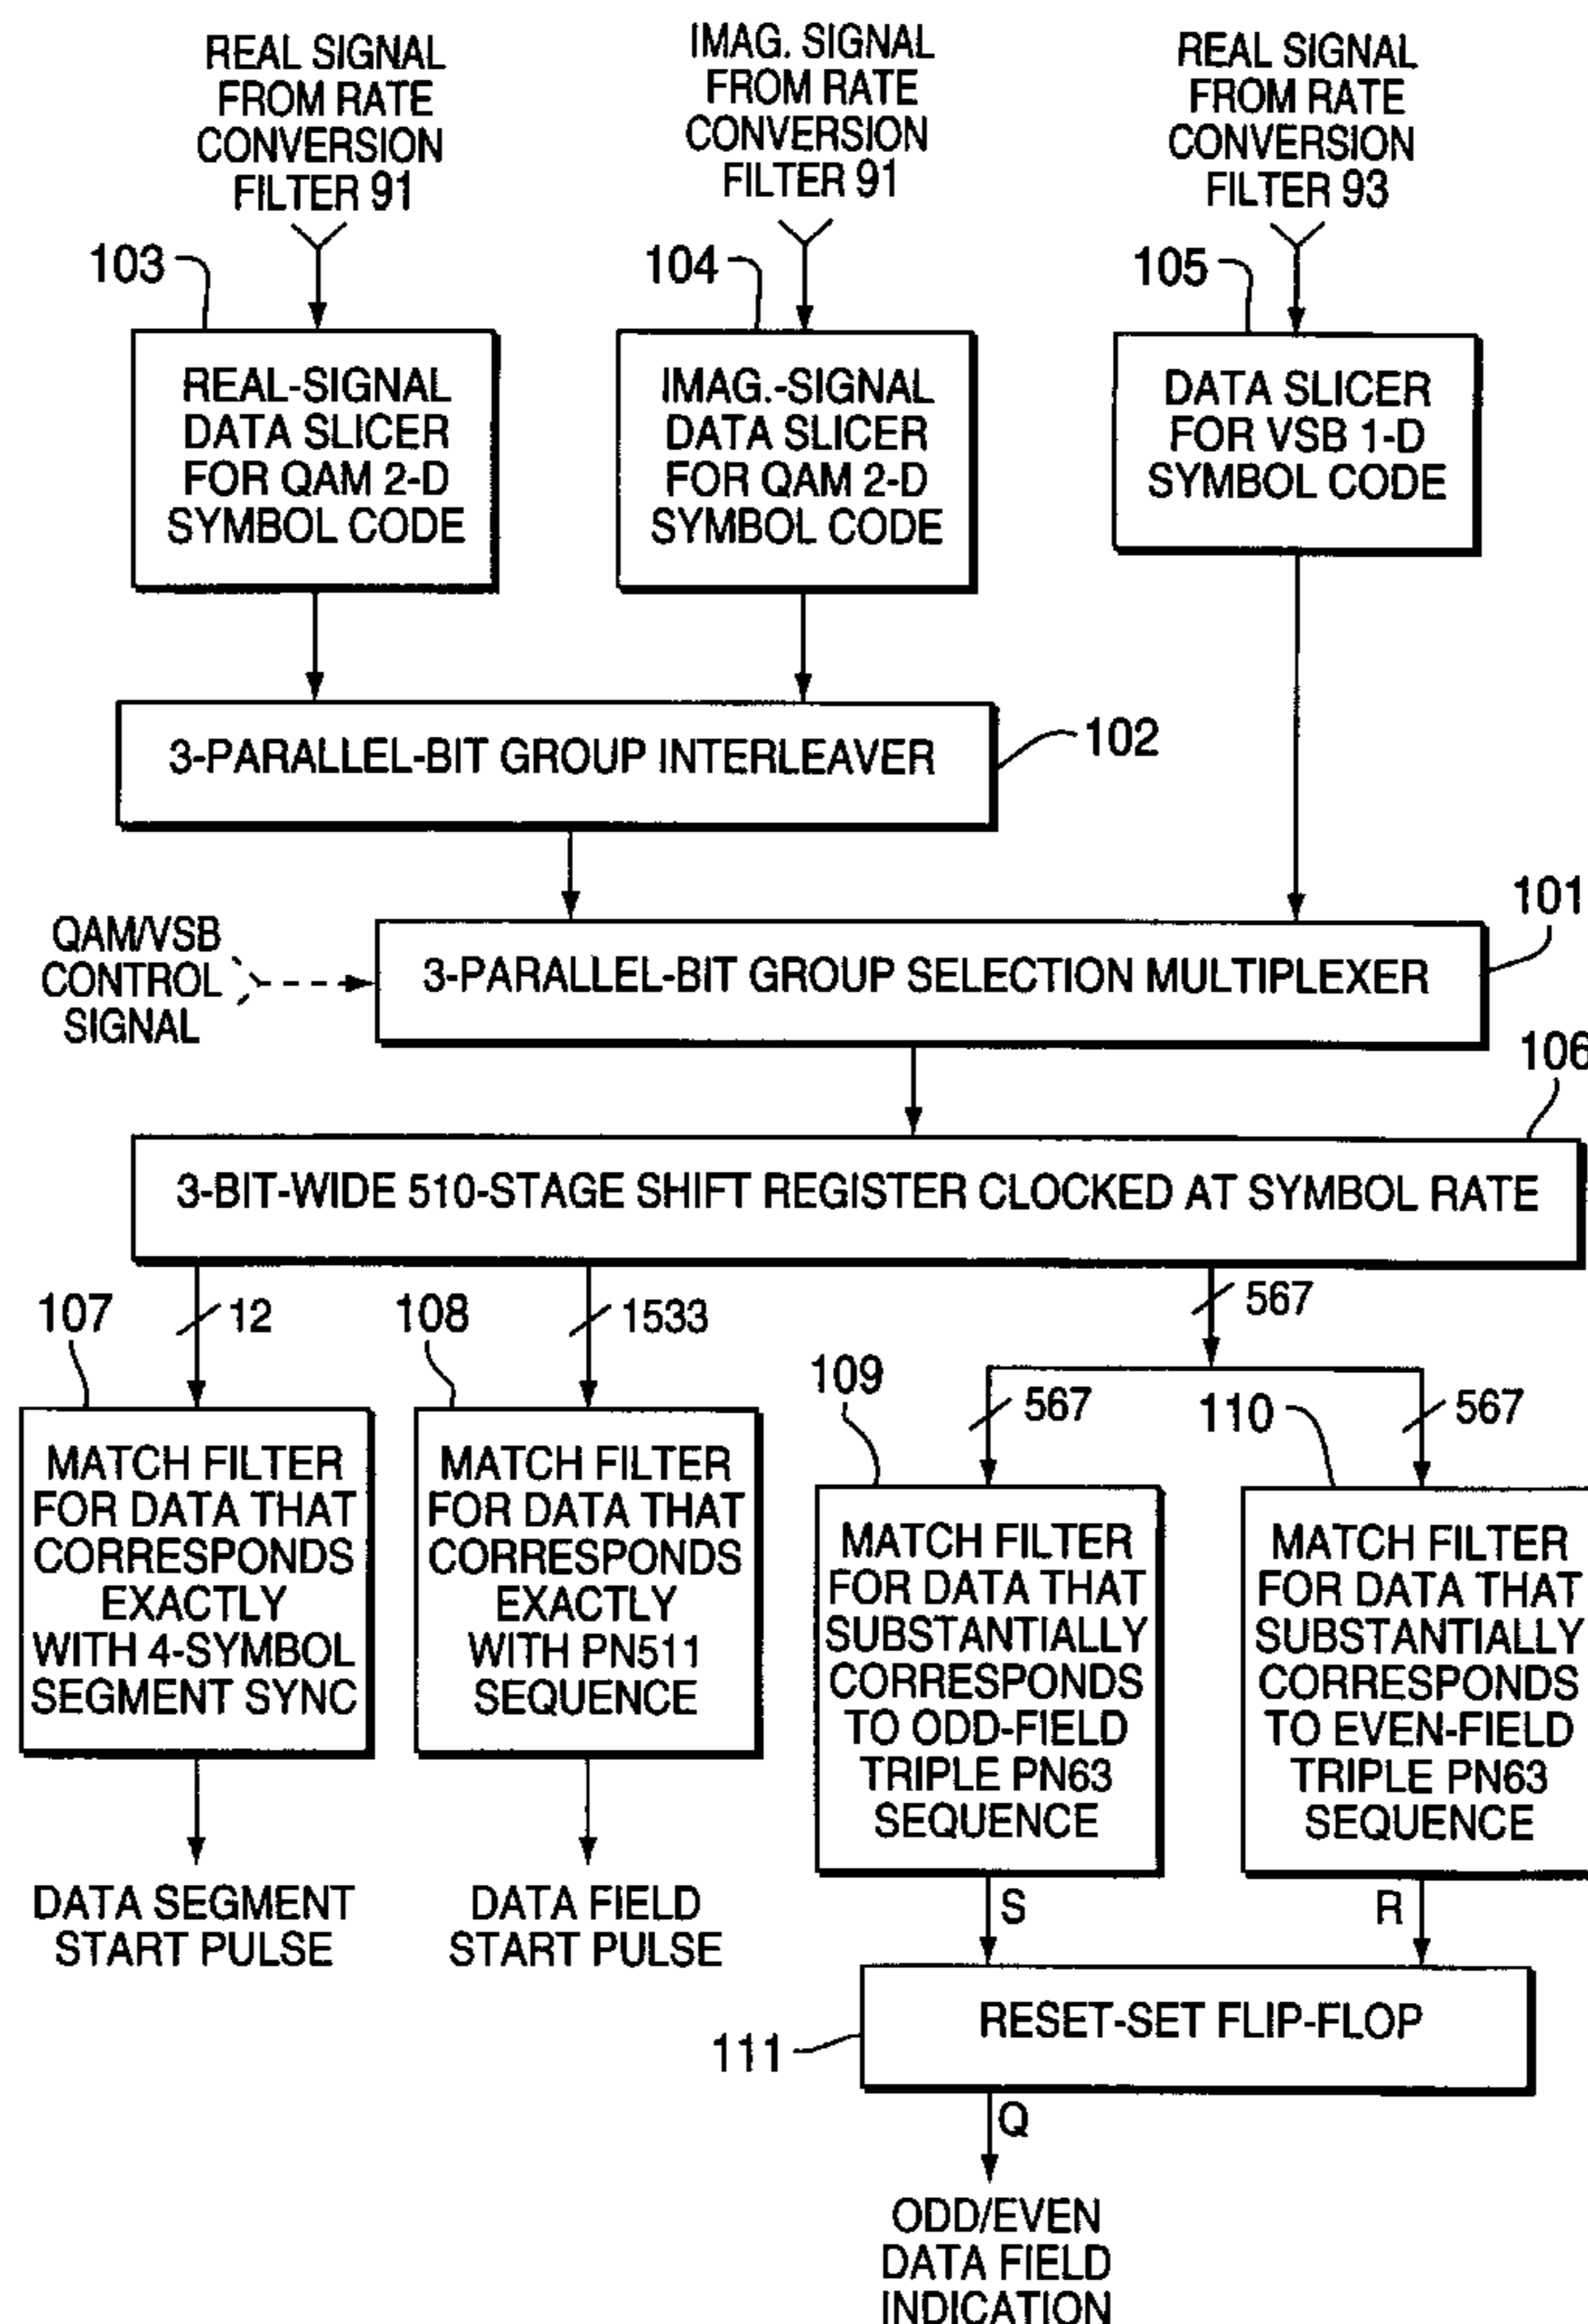 REAL SIGNAL
FROM RATE
CONVERSION
FILTER 91
IMAG. SIGNAL
FROM RATE
CONVERSION
FILTER 91
REAL SIGNAL
FROM RATE
CONVERSION
FILTER 93
103
104
105
REAL-SIGNAL
DATA SLICER
FOR QAM 2-D
SYMBOL CODE
IMAG.-SIGNAL
DATA SLICER
FOR QAM 2-D
SYMBOL CODE
DATA SLICER
FOR VSB 1-D
SYMBOL CODE
3-PARALLEL-BIT GROUP INTERLEAVER
102
101
QAM/VSB
CONTROL
SIGNAL
3-PARALLEL-BIT GROUP SELECTION MULTIPLEXER
106
3-BIT-WIDE 510-STAGE SHIFT REGISTER CLOCKED AT SYMBOL RATE
107
12
108
1533
567
109
567
110
567
MATCH FILTER
FOR DATA THAT
CORRESPONDS
EXACTLY
WITH 4-SYMBOL
SEGMENT SYNC
MATCH FILTER
FOR DATA THAT
CORRESPONDS
EXACTLY
WITH PN511
SEQUENCE
MATCH FILTER
FOR DATA THAT
SUBSTANTIALLY
CORRESPONDS
TO ODD-FIELD
TRIPLE PN63
SEQUENCE
MATCH FILTER
FOR DATA THAT
SUBSTANTIALLY
CORRESPONDS
TO EVEN-FIELD
TRIPLE PN63
SEQUENCE
DATA SEGMENT
START PULSE
DATA FIELD
START PULSE
S
R
RESET-SET FLIP-FLOP
111
Q
ODD/EVEN
DATA FIELD
INDICATION